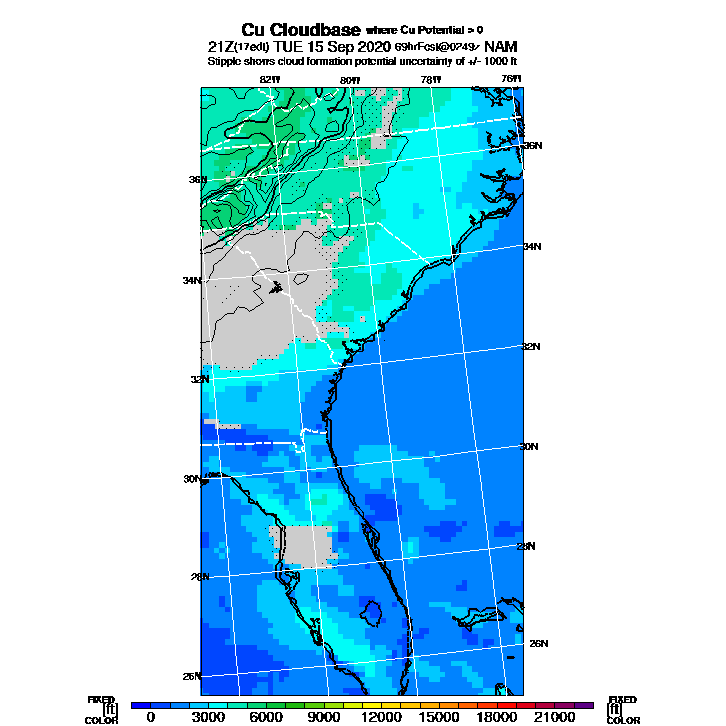 Cu Cloudbase where Cu Potential > 0
21Z(17edt) TUE 15 Sep 2020 69hrFcst@0249z NAM
Stipple shows cloud formation potential uncertainty of +/- 1000 ft
82W 80W 78W 76W
36N
36N
34N
34N
32N
32N
30N
30N
28N
28N
26N
26N
FIXED FIXED
[ft] 0 3000 6000 9000 12000 15000 18000 21000 [ft]
COLOR COLOR